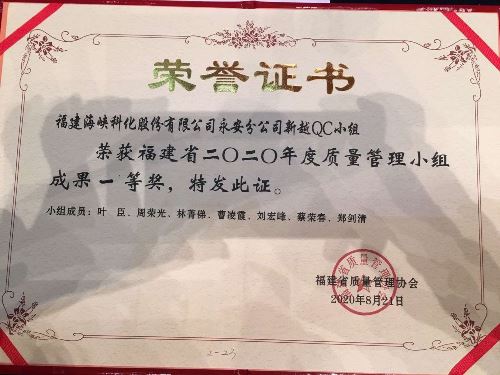 荣誉证书
福建海峡科化股份有限公司永安分公司新越QC小组
荣获福建省二〇二〇年度质量管理小组
成果一等奖，特发此证。
小组成员：叶 臣、周荣光、林菁俤、曹凌霞、刘宏峰、蔡荣春、郑剑清
福建省质量管理协会
2020年8月21日